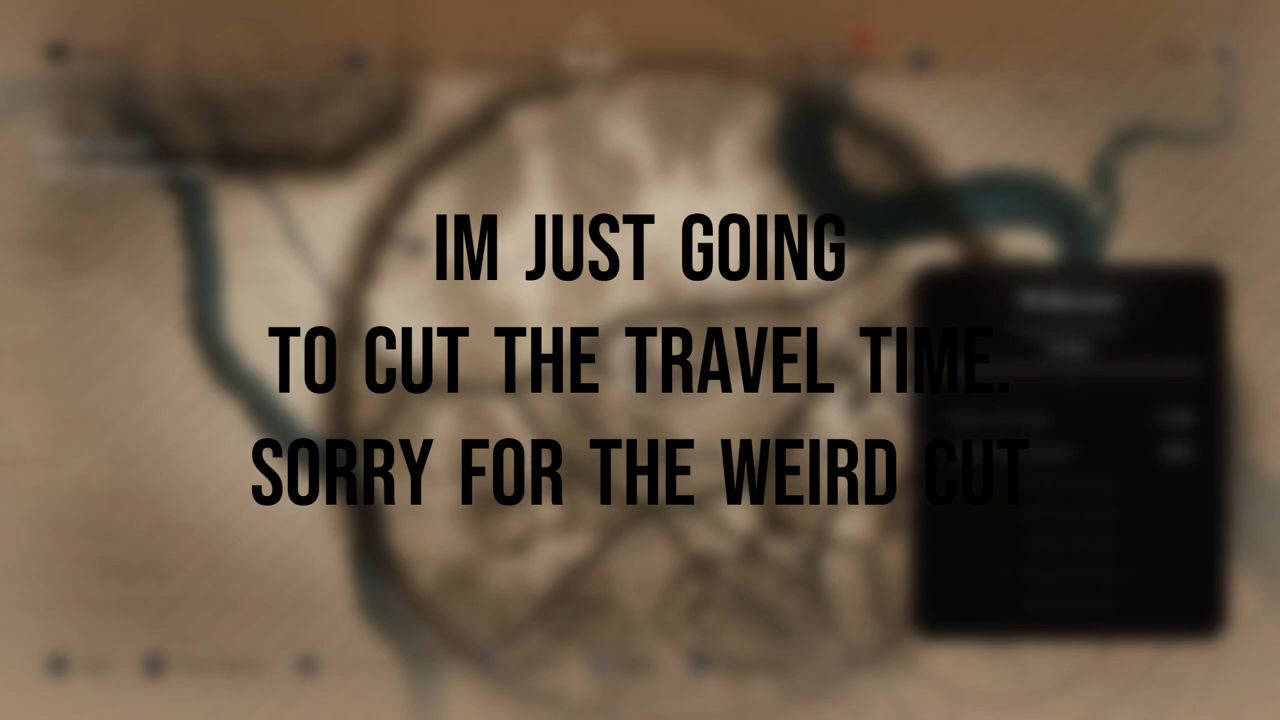 IM JUST GOING
TO CUT THE TRAVEL TIME.
SORRY FOR THE WEIRD CUT